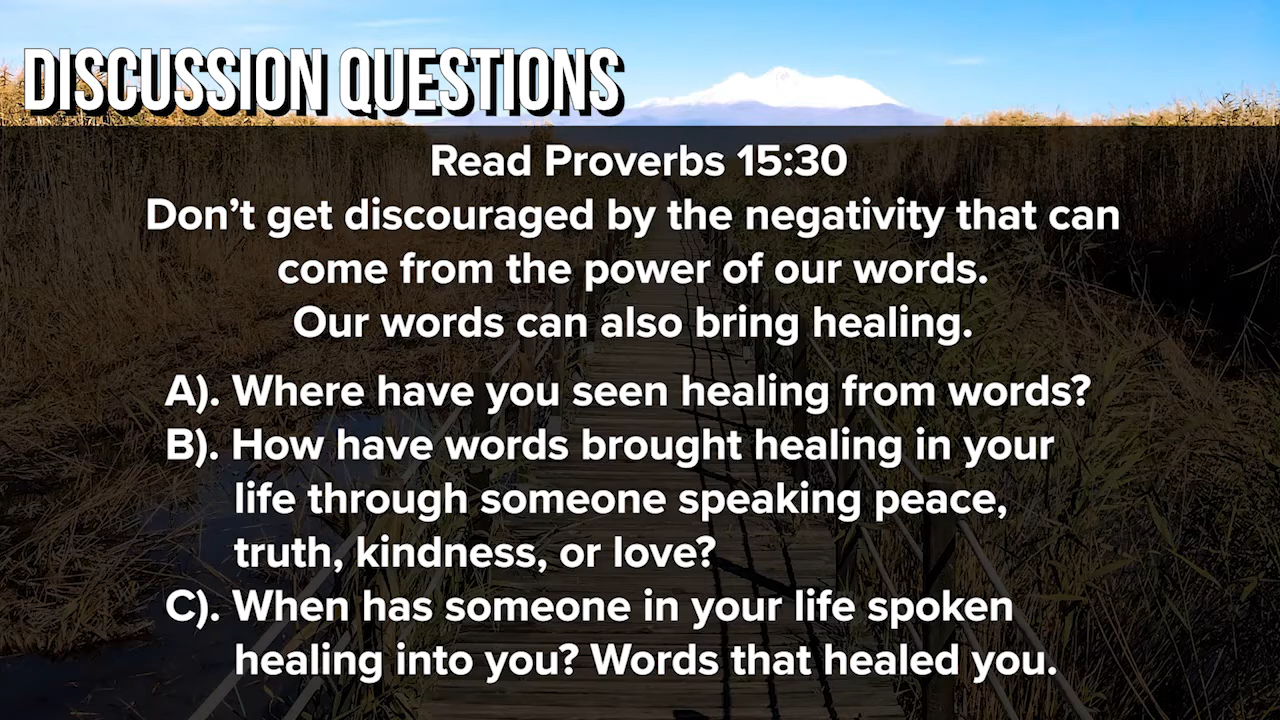 DISCUSSION QUESTIONS
Read Proverbs 15:30
Don’t get discouraged by the negativity that can
come from the power of our words.
Our words can also bring healing.
A). Where have you seen healing from words?
B). How have words brought healing in your
life through someone speaking peace,
truth, kindness, or love?
C). When has someone in your life spoken
healing into you? Words that healed you.